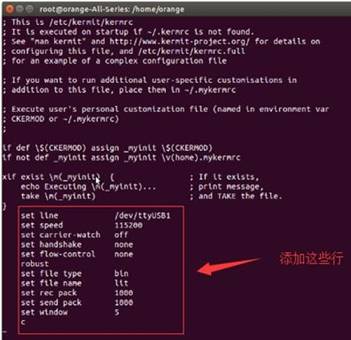 root@orange-All-Series: /home/orange
; This is /etc/kermit/kermrc
; It is executed on startup if ~/.kermrc is not found.
; See "man kermit" and http://www.kermit-project.org/ for details on
; configuring this file, and /etc/kermit/kermrc.full
; for an example of a complex configuration file
; If you want to run additional user-specific customisations in
; addition to this file, place them in ~/.mykermrc
; Execute user's personal customization file (named in environment var
; CKERMOD or ~/.mykermrc)
;
if def \$(CKERMOD) assign _myinit \$(CKERMOD)
if not def _myinit assign _myinit \v(home).mykermrc
xif exist \m(_myinit) { ; If it exists,
echo Executing \m(_myinit)... ; print message,
take \m(_myinit) ; and TAKE the file.
}
set line /dev/ttyUSB1
set speed 115200
set carrier-watch off
set handshake none
set flow-control none
robust
set file type bin
set file name lit
set rec pack 1000
set send pack 1000
set window 5
c
添加这些行